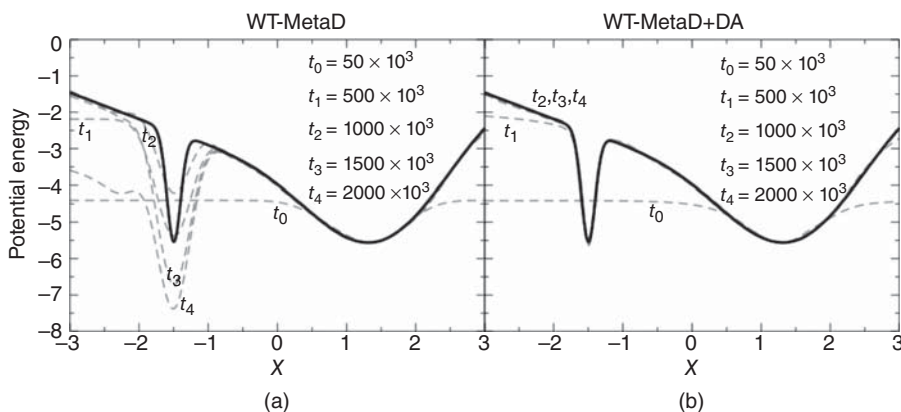 WT-MetaD
WT-MetaD+DA
Potential energy
0
−1
−2
−3
−4
−5
−6
−7
−8
t₀ = 50 × 10³
t₁ = 500 × 10³
t₂ = 1000 × 10³
t₃ = 1500 × 10³
t₄ = 2000 × 10³
t₁
t₂
t₀
t₃
t₄
−3
−2
−1
0
1
2
3
X
(a)
t₂,t₃,t₄
t₁
t₀ = 50 × 10³
t₁ = 500 × 10³
t₂ = 1000 × 10³
t₃ = 1500 × 10³
t₄ = 2000 × 10³
t₀
−2
−1
0
1
2
3
X
(b)